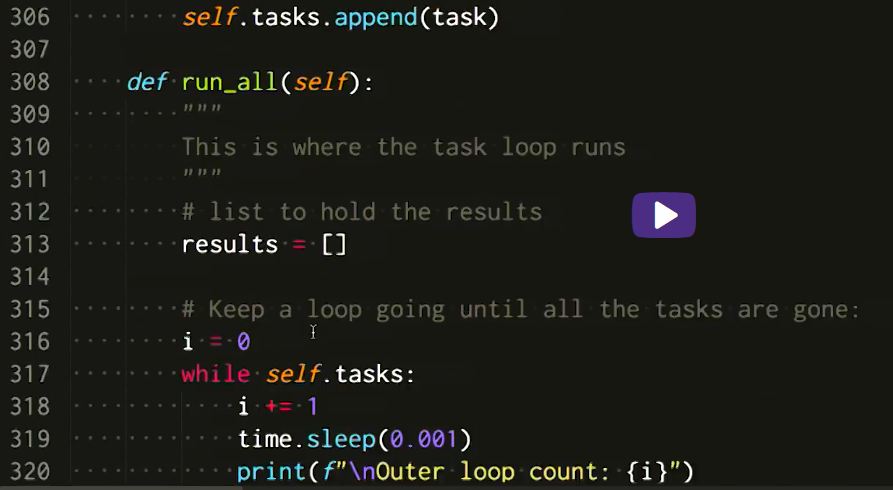 306 self.tasks.append(task)
307
308 def run_all(self):
309 """
310 This is where the task loop runs
311 """
312 # list to hold the results
313 results = []
314
315 # Keep a loop going until all the tasks are gone:
316 i = 0
317 while self.tasks:
318 i += 1
319 time.sleep(0.001)
320 print(f"\nOuter loop count: {i}")